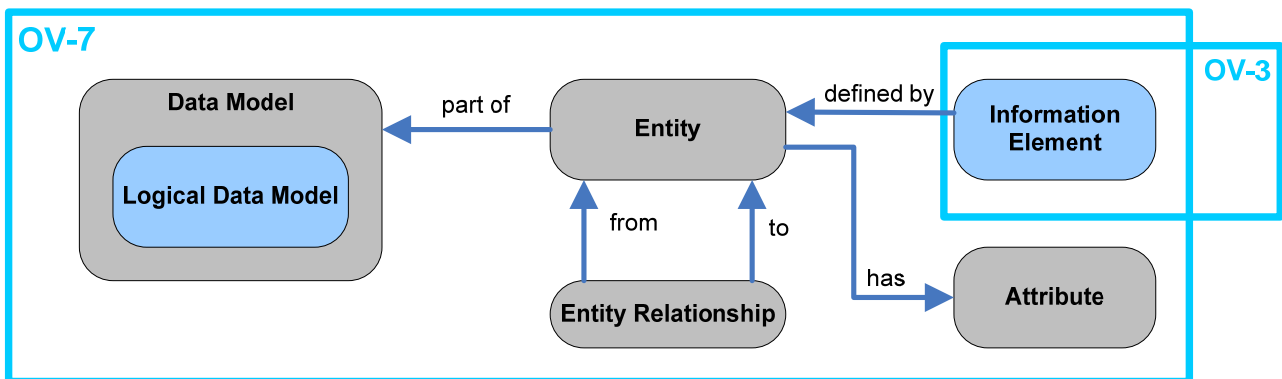 OV-7
OV-3
Data Model
part of
Entity
defined by
Information
Element
Logical Data Model
from
to
has
Entity Relationship
Attribute